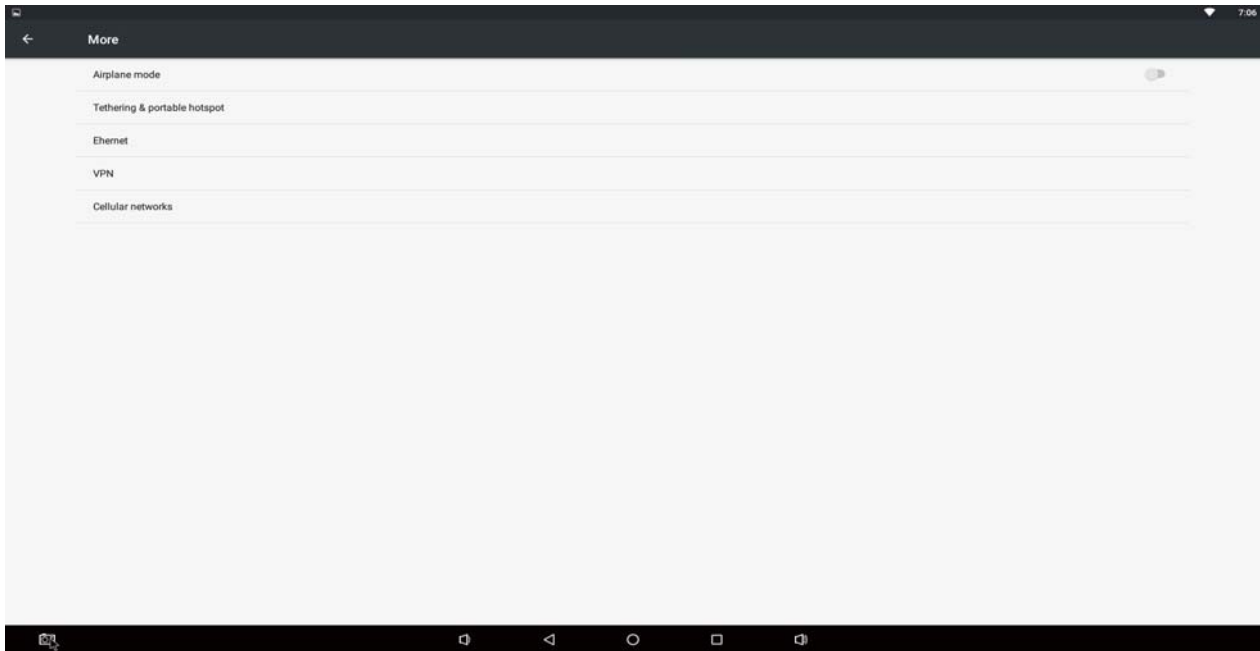 7:06
More
Airplane mode
Tethering & portable hotspot
Ehernet
VPN
Cellular networks